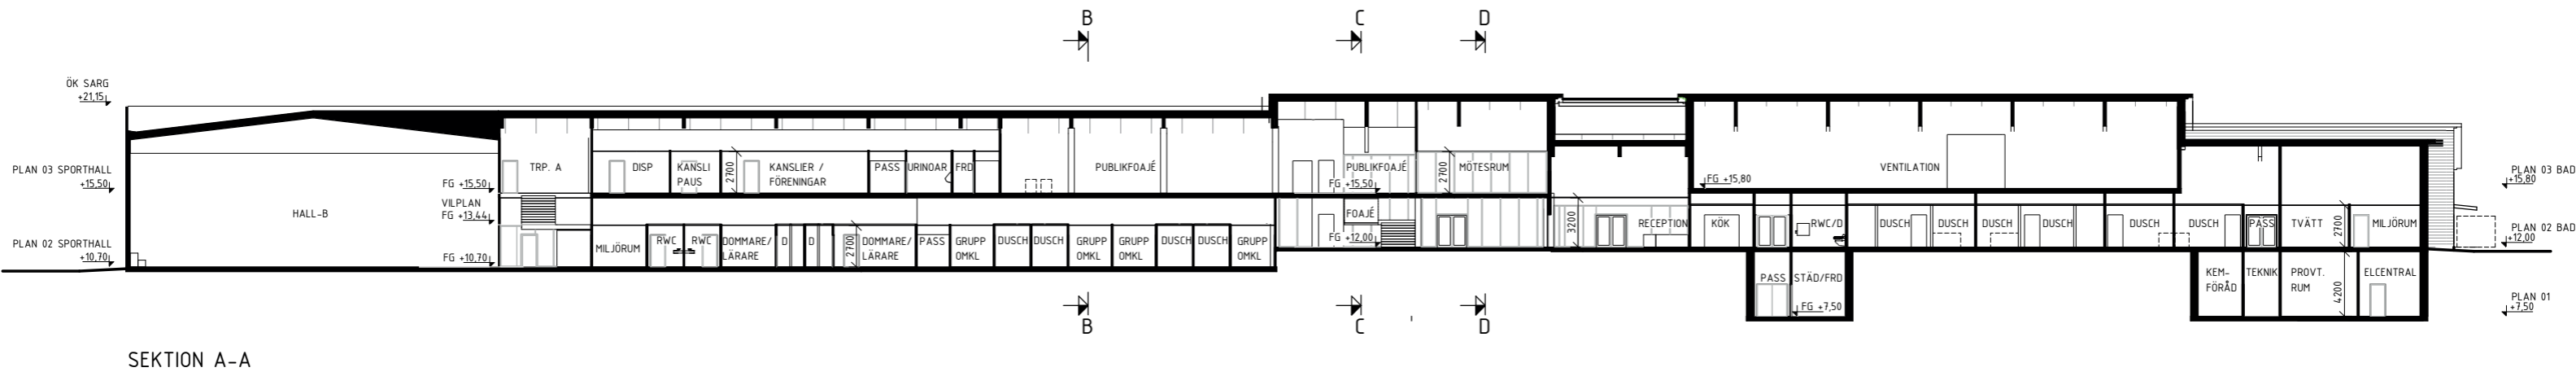 B
C
D
ÖK SARG
+21,15
PLAN 03 SPORTHALL
+15,50
PLAN 02 SPORTHALL
+10,70
HALL-B
FG +15,50
VILPLAN
FG +13,44
FG +10,70
TRP. A
DISP
KANSLI
PAUS
2700
KANSLIER /
FÖRENINGAR
PASS
URINOAR
FRD
PUBLIKFOAJÉ
PUBLIKFOAJÉ
FG +15,50
2700
MÖTESRUM
FG +15,80
VENTILATION
MILJÖRUM
RWC
RWC
DOMMARE/
LÄRARE
D
D
2700
DOMMARE/
LÄRARE
PASS
GRUPP
OMKL
DUSCH
DUSCH
GRUPP
OMKL
GRUPP
OMKL
DUSCH
DUSCH
GRUPP
OMKL
FOAJÉ
FG +12,00
3200
RECEPTION
KÖK
RWC/D
DUSCH
DUSCH
DUSCH
DUSCH
DUSCH
DUSCH
PASS
TVÄTT
2700
MILJÖRUM
PASS
STÄD/FRD
FG +7,50
KEM-
FÖRÅD
TEKNIK
PROVT.
RUM
4200
ELCENTRAL
PLAN 03 BAD
+15,80
PLAN 02 BAD
+12,00
PLAN 01
+7,50
B
C
D
SEKTION A-A